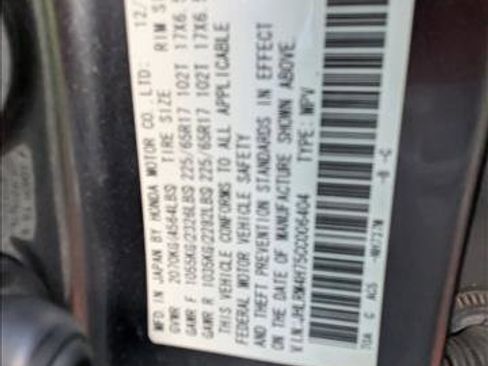 MFD IN JAPAN BY HONDA MOTOR CO., LTD. 12/
GVWR 2070KG(4564LBS) TIRE SIZE RIM S
GAWR F 1055KG(2326LBS) 225/65R17 102T 17X6
GAWR R 1035KG(2282LBS) 225/65R17 102T 17X6
THIS VEHICLE CONFORMS TO ALL APPLICABLE
FEDERAL MOTOR VEHICLE SAFETY
AND THEFT PREVENTION STANDARDS IN EFFECT
ON THE DATE OF MANUFACTURE SHOWN ABOVE.
V.I.N.: JHLRM4H75CC006404 TYPE: MPV